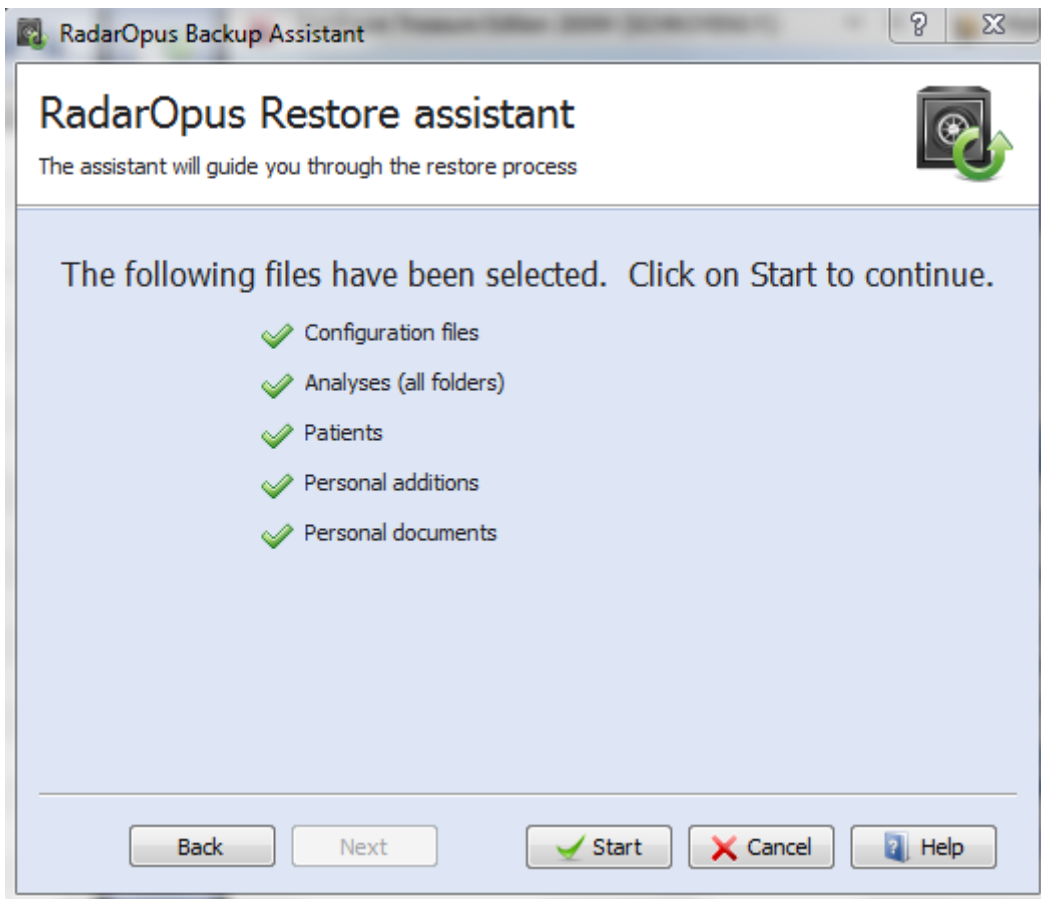 RadarOpus Backup Assistant
RadarOpus Restore assistant
The assistant will guide you through the restore process
The following files have been selected.  Click on Start to continue.
Configuration files
Analyses (all folders)
Patients
Personal additions
Personal documents
Back Next Start Cancel Help